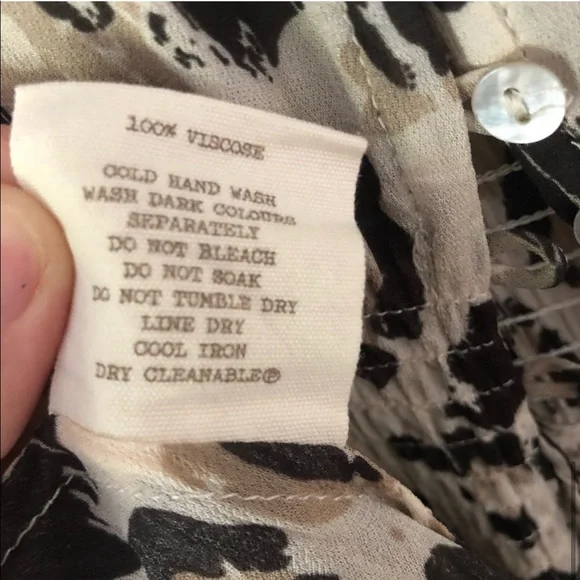 100% VISCOSE
COLD HAND WASH
WASH DARK COLOURS
SEPARATELY
DO NOT BLEACH
DO NOT SOAK
DO NOT TUMBLE DRY
LINE DRY
COOL IRON
DRY CLEANABLEⓅ